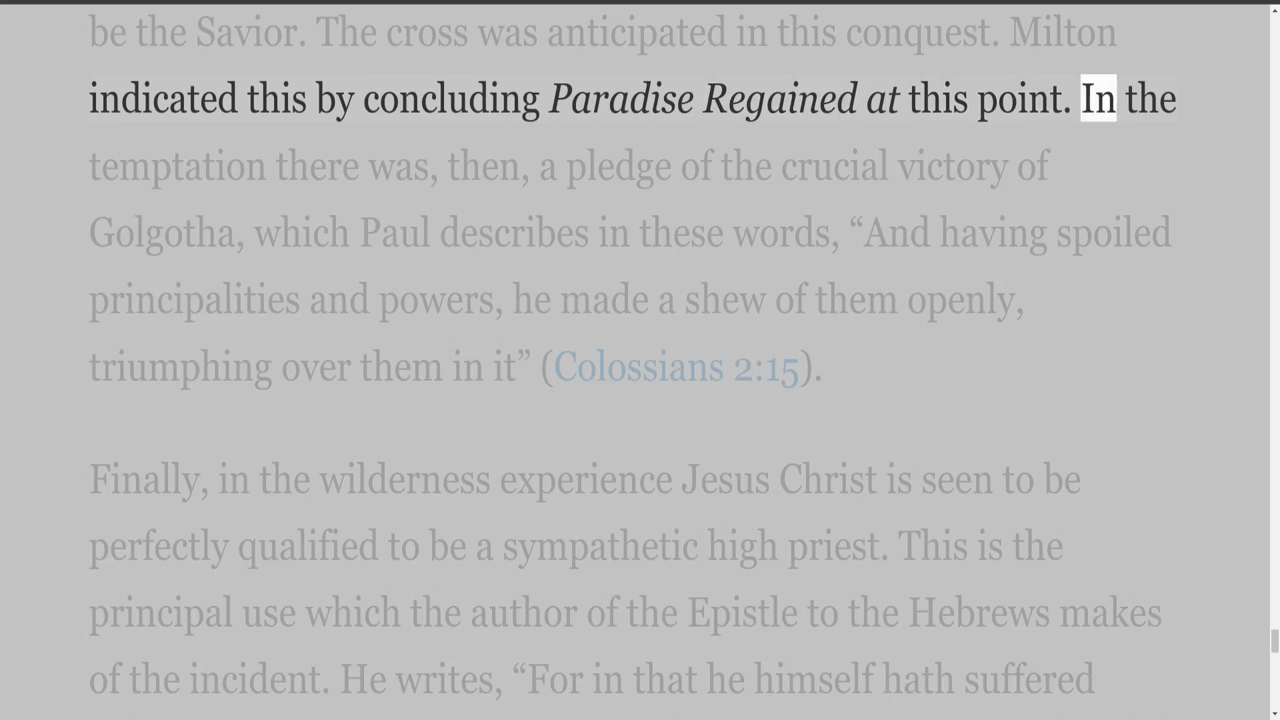 be the Savior. The cross was anticipated in this conquest. Milton
indicated this by concluding Paradise Regained at this point. In the
temptation there was, then, a pledge of the crucial victory of
Golgotha, which Paul describes in these words, “And having spoiled
principalities and powers, he made a shew of them openly,
triumphing over them in it” (Colossians 2:15).
Finally, in the wilderness experience Jesus Christ is seen to be
perfectly qualified to be a sympathetic high priest. This is the
principal use which the author of the Epistle to the Hebrews makes
of the incident. He writes, “For in that he himself hath suffered